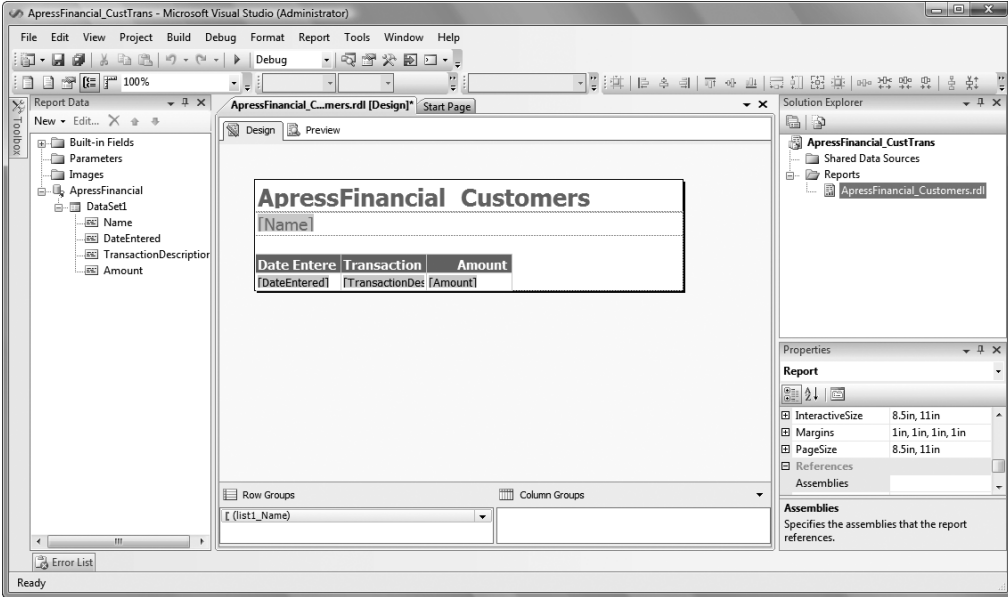 ApressFinancial_CustTrans - Microsoft Visual Studio (Administrator)
File Edit View Project Build Debug Format Report Tools Window Help
Debug
100%
Toolbox
Report Data
New Edit...
Built-in Fields
Parameters
Images
ApressFinancial
DataSet1
Name
DateEntered
TransactionDescription
Amount
ApressFinancial_C...mers.rdl [Design]* Start Page
Design Preview
ApressFinancial Customers
[Name]
Date Entere Transaction Amount
[DateEntered] [TransactionDes [Amount]
Row Groups Column Groups
[ (list1_Name)
Solution Explorer
ApressFinancial_CustTrans
Shared Data Sources
Reports
ApressFinancial_Customers.rdl
Properties
Report
InteractiveSize 8.5in, 11in
Margins 1in, 1in, 1in, 1in
PageSize 8.5in, 11in
References
Assemblies
Assemblies
Specifies the assemblies that the report
references.
Error List
Ready